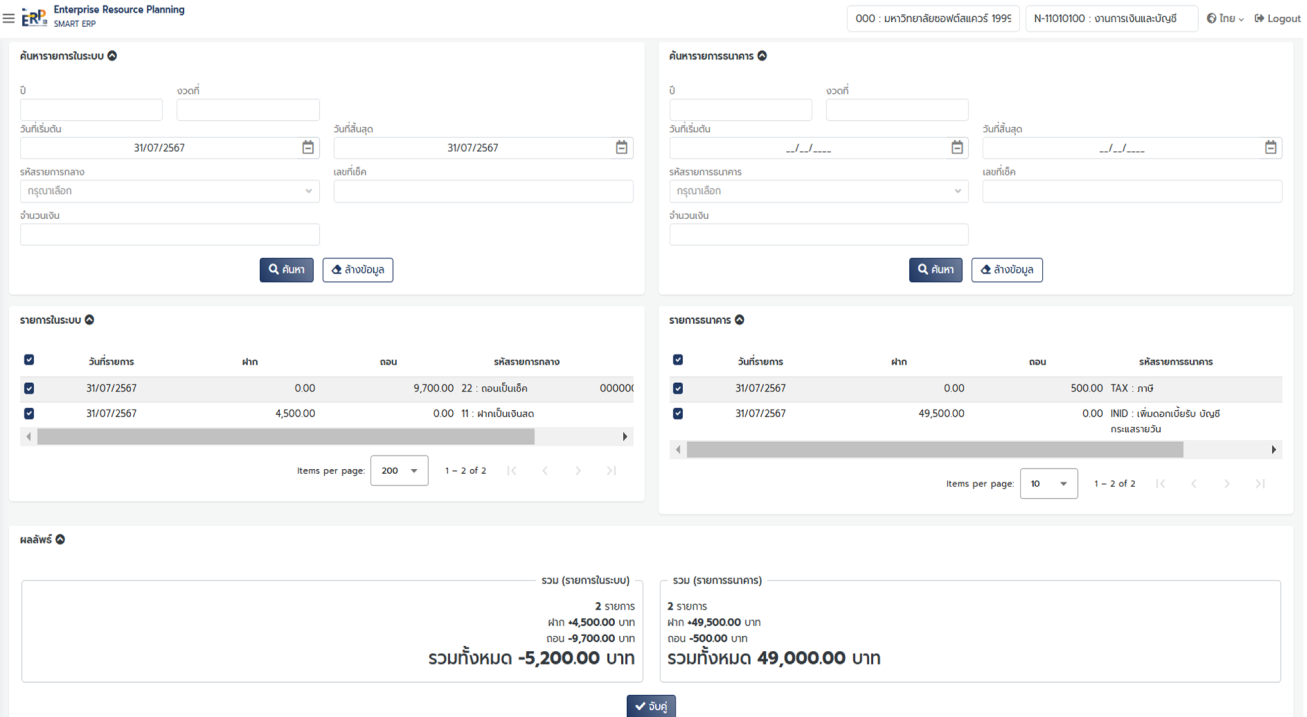 Enterprise Resource Planning
ERP SMART ERP
000 : มหาวิทยาลัยซอฟต์สแควร์ 1999 N-11010100 : งานการเงินและบัญชี ไทย Logout
ค้นหารายการในระบบ
ปี งวดที่
31/07/2567 31/07/2567
วันที่เริ่มต้น วันที่สิ้นสุด
รหัสรายการกลาง เลขที่เช็ค
กรุณาเลือก
จำนวนเงิน
ค้นหา ล้างข้อมูล
ค้นหารายการธนาคาร
ปี งวดที่
วันที่เริ่มต้น วันที่สิ้นสุด
__/__/____ __/__/____
รหัสรายการธนาคาร เลขที่เช็ค
กรุณาเลือก
จำนวนเงิน
ค้นหา ล้างข้อมูล
รายการในระบบ
วันที่รายการ ฝาก ถอน รหัสรายการกลาง
31/07/2567 0.00 9,700.00 22 : ถอนเป็นเช็ค 000000
31/07/2567 4,500.00 0.00 11 : ฝากเป็นเงินสด
Items per page: 200 1 – 2 of 2
รายการธนาคาร
วันที่รายการ ฝาก ถอน รหัสรายการธนาคาร
31/07/2567 0.00 500.00 TAX : ภาษี
31/07/2567 49,500.00 0.00 INID : เพิ่มดอกเบี้ยรับ บัญชี
กระแสรายวัน
Items per page: 10 1 – 2 of 2
ผลลัพธ์
รวม (รายการในระบบ)
2 รายการ
ฝาก +4,500.00 บาท
ถอน -9,700.00 บาท
รวมทั้งหมด -5,200.00 บาท
รวม (รายการธนาคาร)
2 รายการ
ฝาก +49,500.00 บาท
ถอน -500.00 บาท
รวมทั้งหมด 49,000.00 บาท
จับคู่